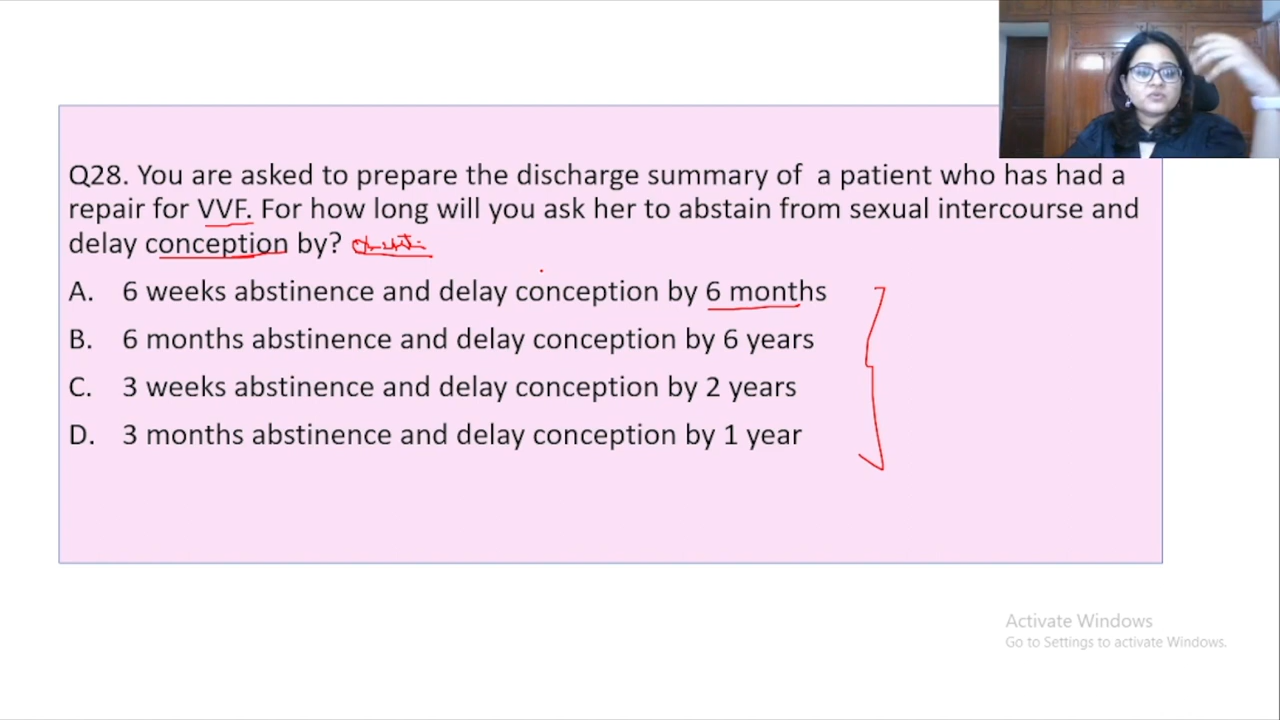 Q28. You are asked to prepare the discharge summary of a patient who has had a
repair for VVF. For how long will you ask her to abstain from sexual intercourse and
delay conception by?
A. 6 weeks abstinence and delay conception by 6 months
B. 6 months abstinence and delay conception by 6 years
C. 3 weeks abstinence and delay conception by 2 years
D. 3 months abstinence and delay conception by 1 year
Activate Windows
Go to Settings to activate Windows.